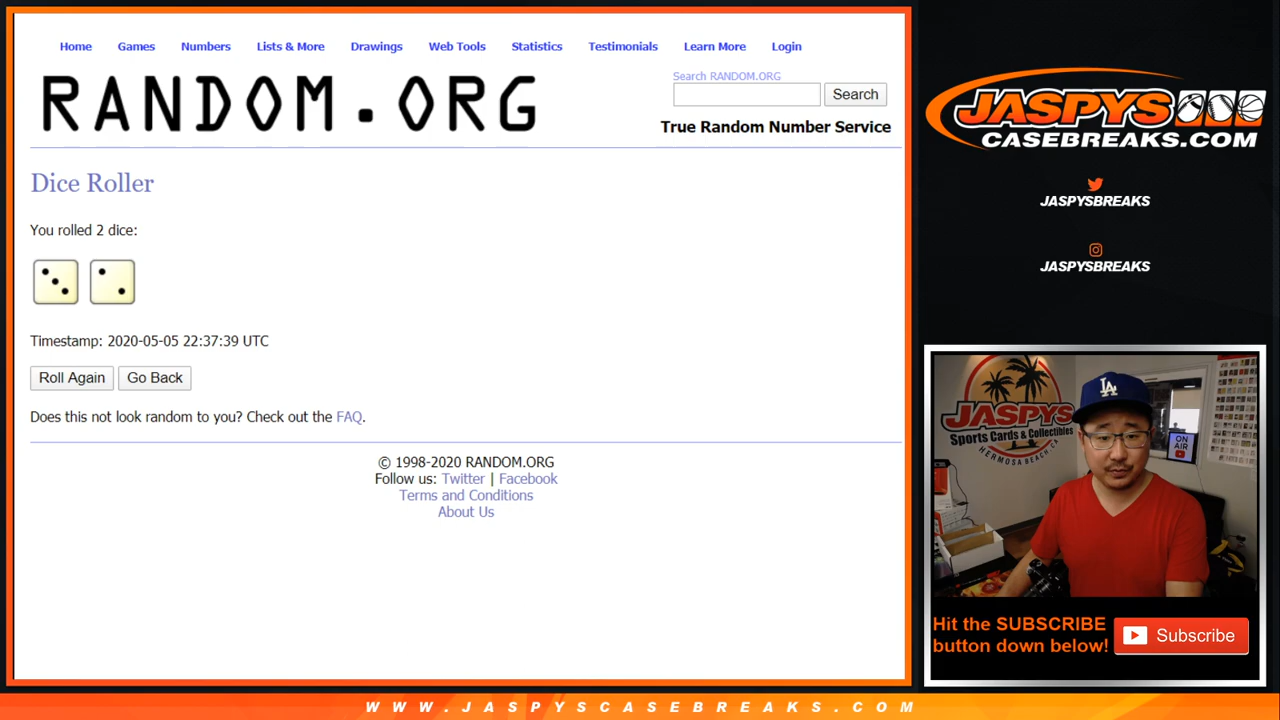 Home Games Numbers Lists & More Drawings Web Tools Statistics Testimonials Learn More Login
RANDOM.ORG
Search RANDOM.ORG
Search
True Random Number Service
Dice Roller
You rolled 2 dice:
Timestamp: 2020-05-05 22:37:39 UTC
Roll Again Go Back
Does this not look random to you? Check out the FAQ.
© 1998-2020 RANDOM.ORG
Follow us: Twitter | Facebook
Terms and Conditions
About Us
JASPYS
CASEBREAKS.COM
JASPYSBREAKS
JASPYSBREAKS
JASPYS
Sports Cards & Collectibles
HERMOSA BEACH CA
LA
ON
AIR
Hit the SUBSCRIBE
button down below!
Subscribe
WWW.JASPYSCASEBREAKS.COM